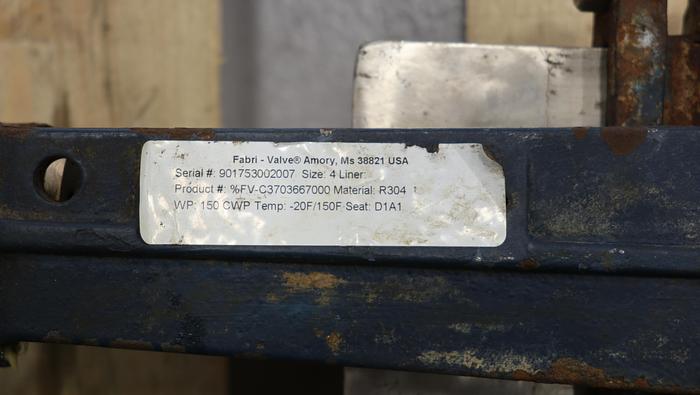 Fabri - Valve® Amory, Ms 38821 USA
Serial #: 901753002007 Size: 4 Liner:
Product #: %FV-C3703667000 Material: R304
WP: 150 CWP Temp: -20F/150F Seat: D1A1